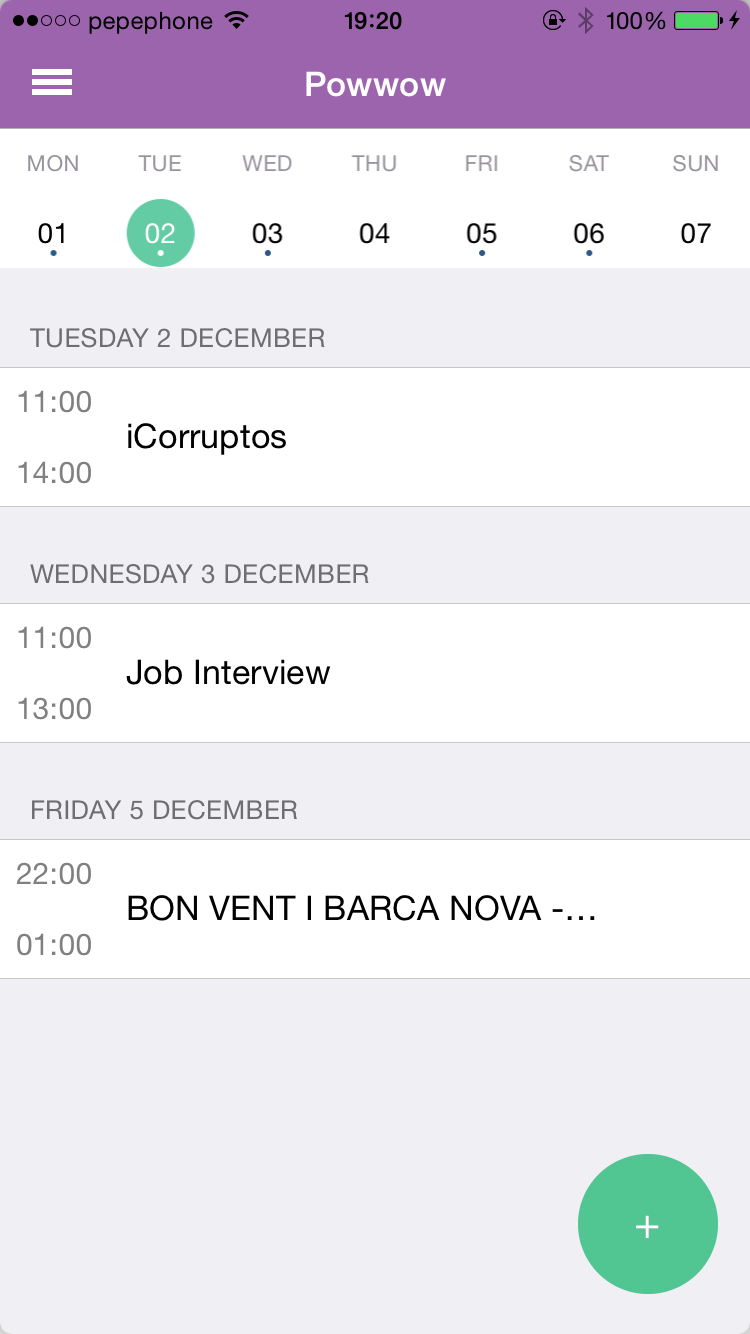 pepephone 19:20 100%
Powwow
MON TUE WED THU FRI SAT SUN
01 02 03 04 05 06 07
TUESDAY 2 DECEMBER
11:00
iCorruptos
14:00
WEDNESDAY 3 DECEMBER
11:00
Job Interview
13:00
FRIDAY 5 DECEMBER
22:00
BON VENT I BARCA NOVA -...
01:00
+